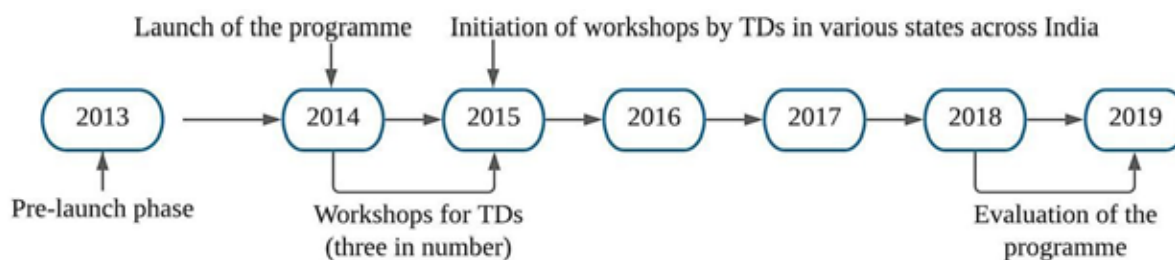 Launch of the programme
Initiation of workshops by TDs in various states across India
2013
2014
2015
2016
2017
2018
2019
Pre-launch phase
Workshops for TDs
(three in number)
Evaluation of the
programme